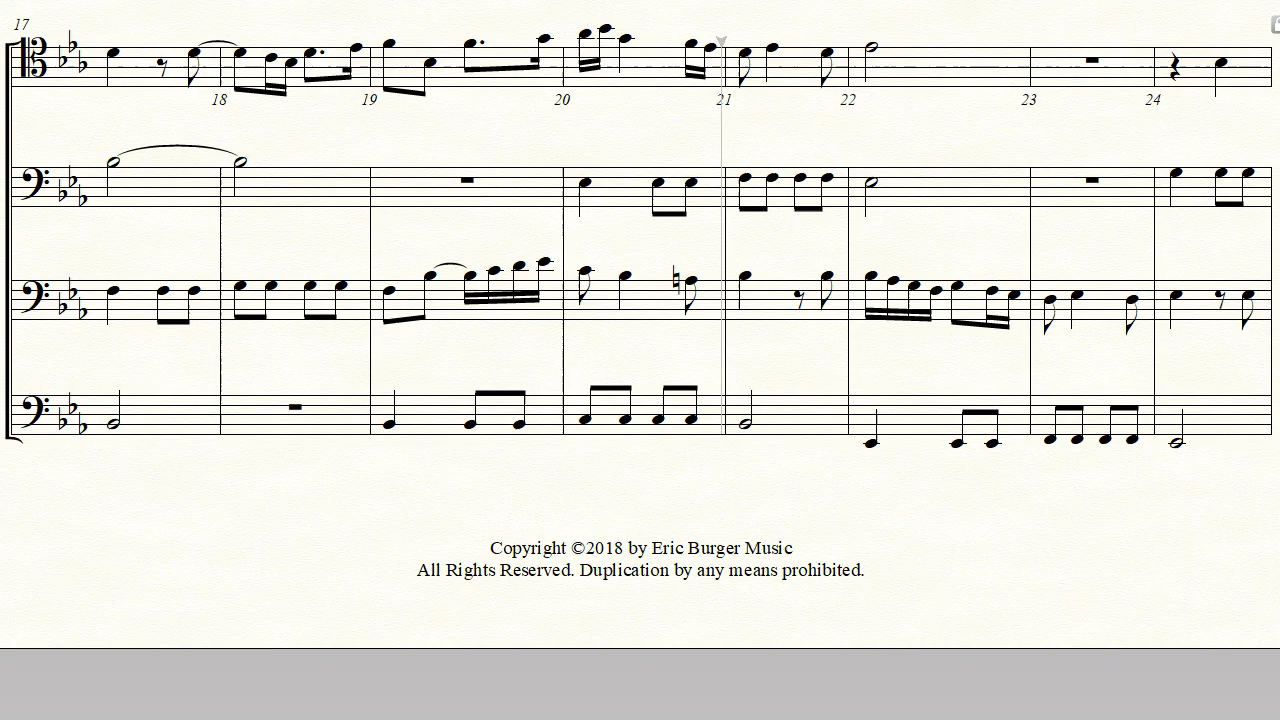 17
18 19 20 21 22 23 24
Copyright ©2018 by Eric Burger Music
All Rights Reserved. Duplication by any means prohibited.